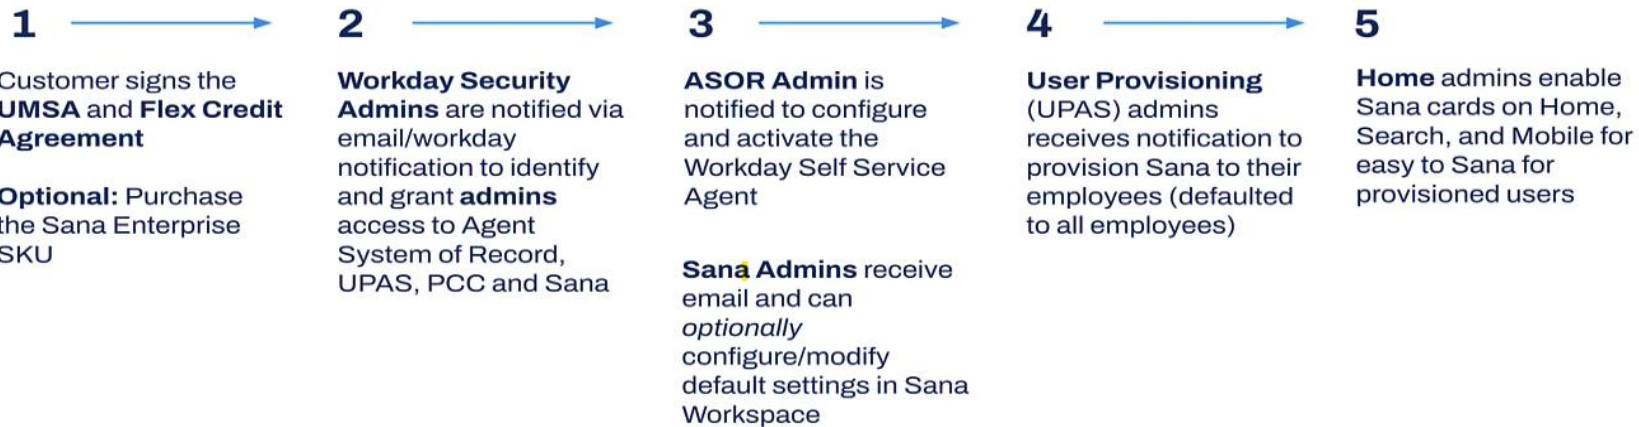 1
Customer signs the
UMSA and Flex Credit
Agreement
Optional: Purchase
the Sana Enterprise
SKU
2
Workday Security
Admins are notified via
email/workday
notification to identify
and grant admins
access to Agent
System of Record,
UPAS, PCC and Sana
3
ASOR Admin is
notified to configure
and activate the
Workday Self Service
Agent
Sana Admins receive
email and can
optionally
configure/modify
default settings in Sana
Workspace
4
User Provisioning
(UPAS) admins
receives notification to
provision Sana to their
employees (defaulted
to all employees)
5
Home admins enable
Sana cards on Home,
Search, and Mobile for
easy to Sana for
provisioned users